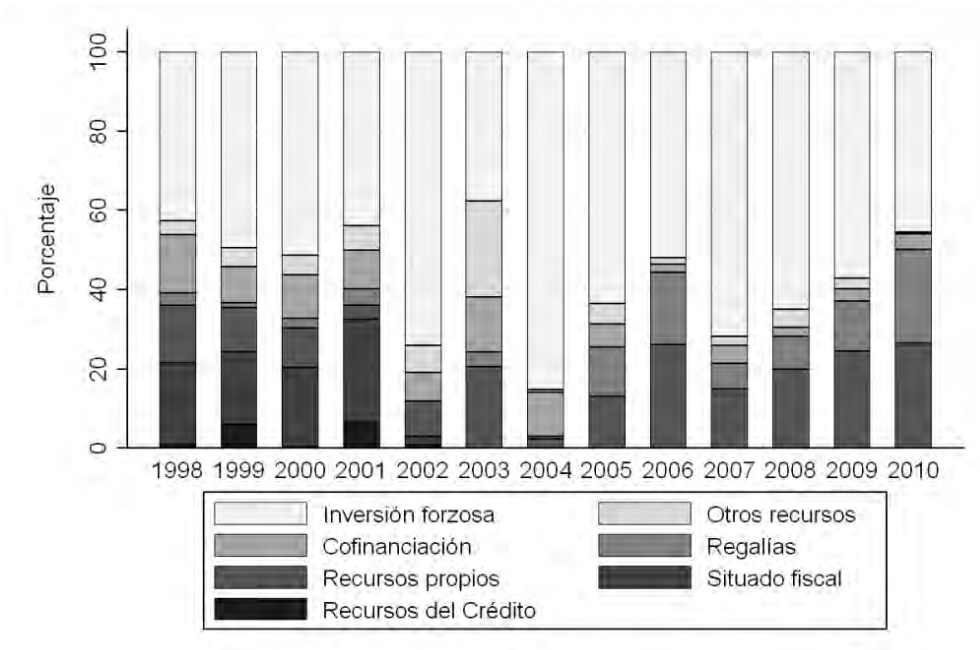 Porcentaje
100
80
60
40
20
0
1998 1999 2000 2001 2002 2003 2004 2005 2006 2007 2008 2009 2010
Inversión forzosa Otros recursos
Cofinanciación Regalías
Recursos propios Situado fiscal
Recursos del Crédito